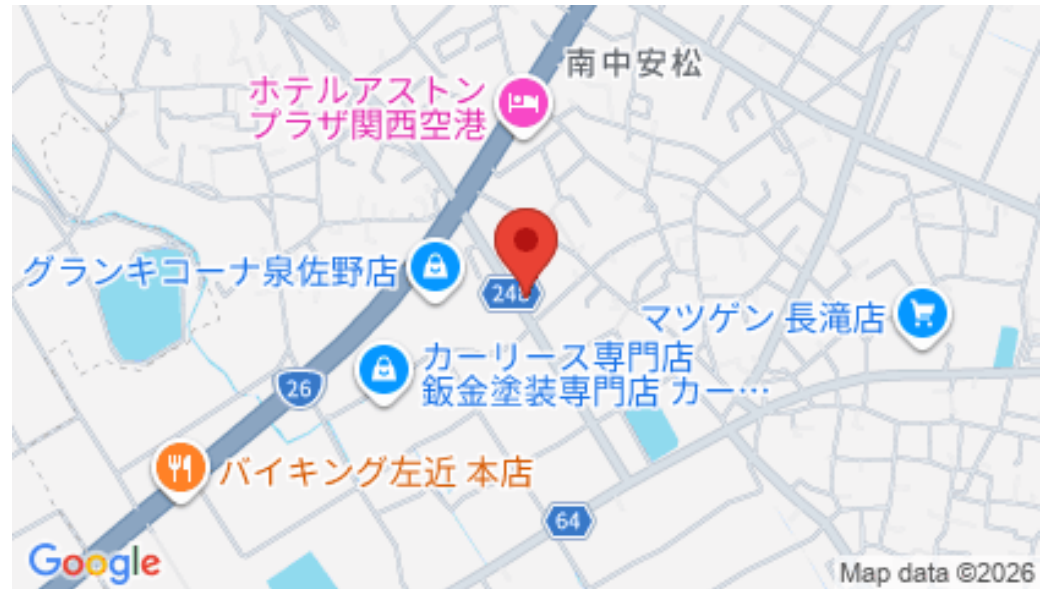 南中安松
ホテルアストン
プラザ関西空港
グランキコーナ泉佐野店
マツゲン 長滝店
カーリース専門店
鈑金塗装専門店 カー…
26
バイキング左近 本店
64
Google
Map data ©2026